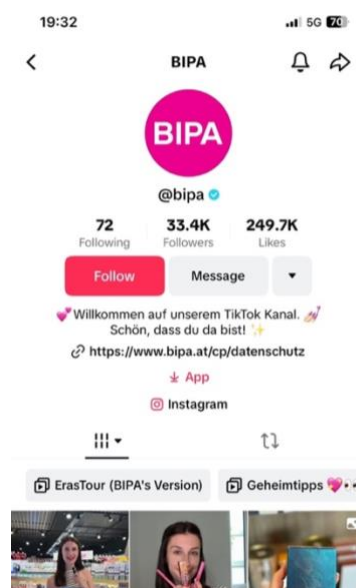 19:32
5G 70
BIPA
BIPA
@bipa
72 33.4K 249.7K
Following Followers Likes
Follow Message
💕Willkommen auf unserem TikTok Kanal. 💅
Schön, dass du da bist! ✨
https://www.bipa.at/cp/datenschutz
App
Instagram
ErasTour (BIPA's Version) Geheimtipps 💖👀